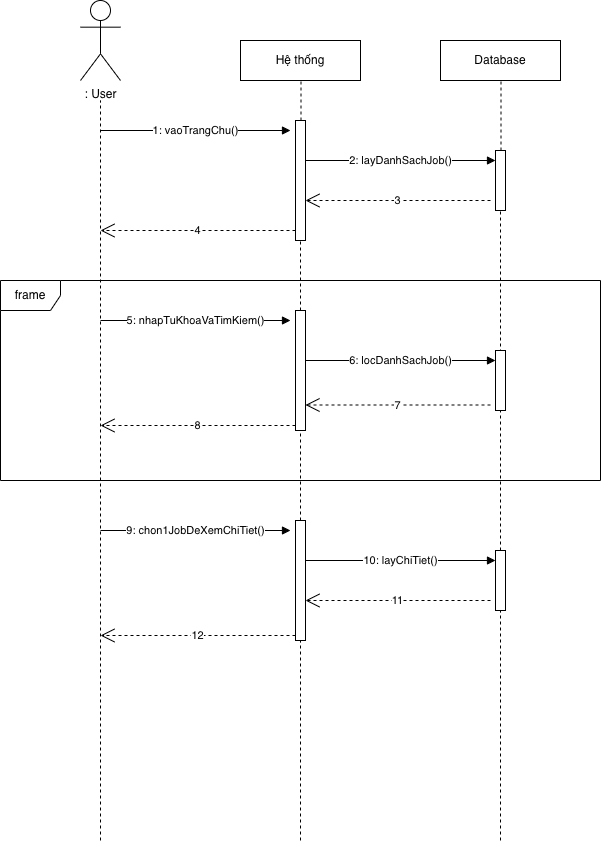 Hệ thống
Database
: User
1: vaoTrangChu()
2: layDanhSachJob()
3
4
frame
5: nhapTuKhoaVaTimKiem()
6: locDanhSachJob()
7
8
9: chon1JobDeXemChiTiet()
10: layChiTiet()
11
12